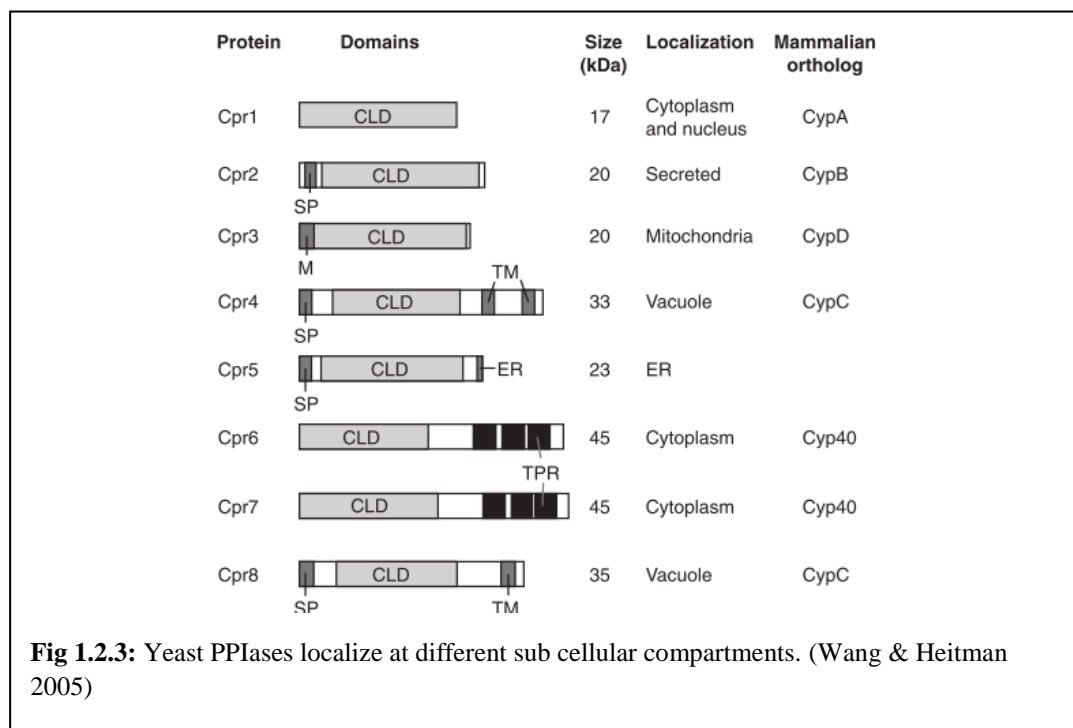 Protein Domains Size (kDa) Localization Mammalian ortholog
Cpr1 CLD 17 Cytoplasm and nucleus CypA
Cpr2 CLD 20 Secreted CypB
SP
Cpr3 CLD 20 Mitochondria CypD
M TM
Cpr4 CLD 33 Vacuole CypC
SP
Cpr5 CLD ER 23 ER
SP
Cpr6 CLD 45 Cytoplasm Cyp40
TPR
Cpr7 CLD 45 Cytoplasm Cyp40
Cpr8 CLD 35 Vacuole CypC
SP TM
Fig 1.2.3: Yeast PPIases localize at different sub cellular compartments. (Wang & Heitman
2005)